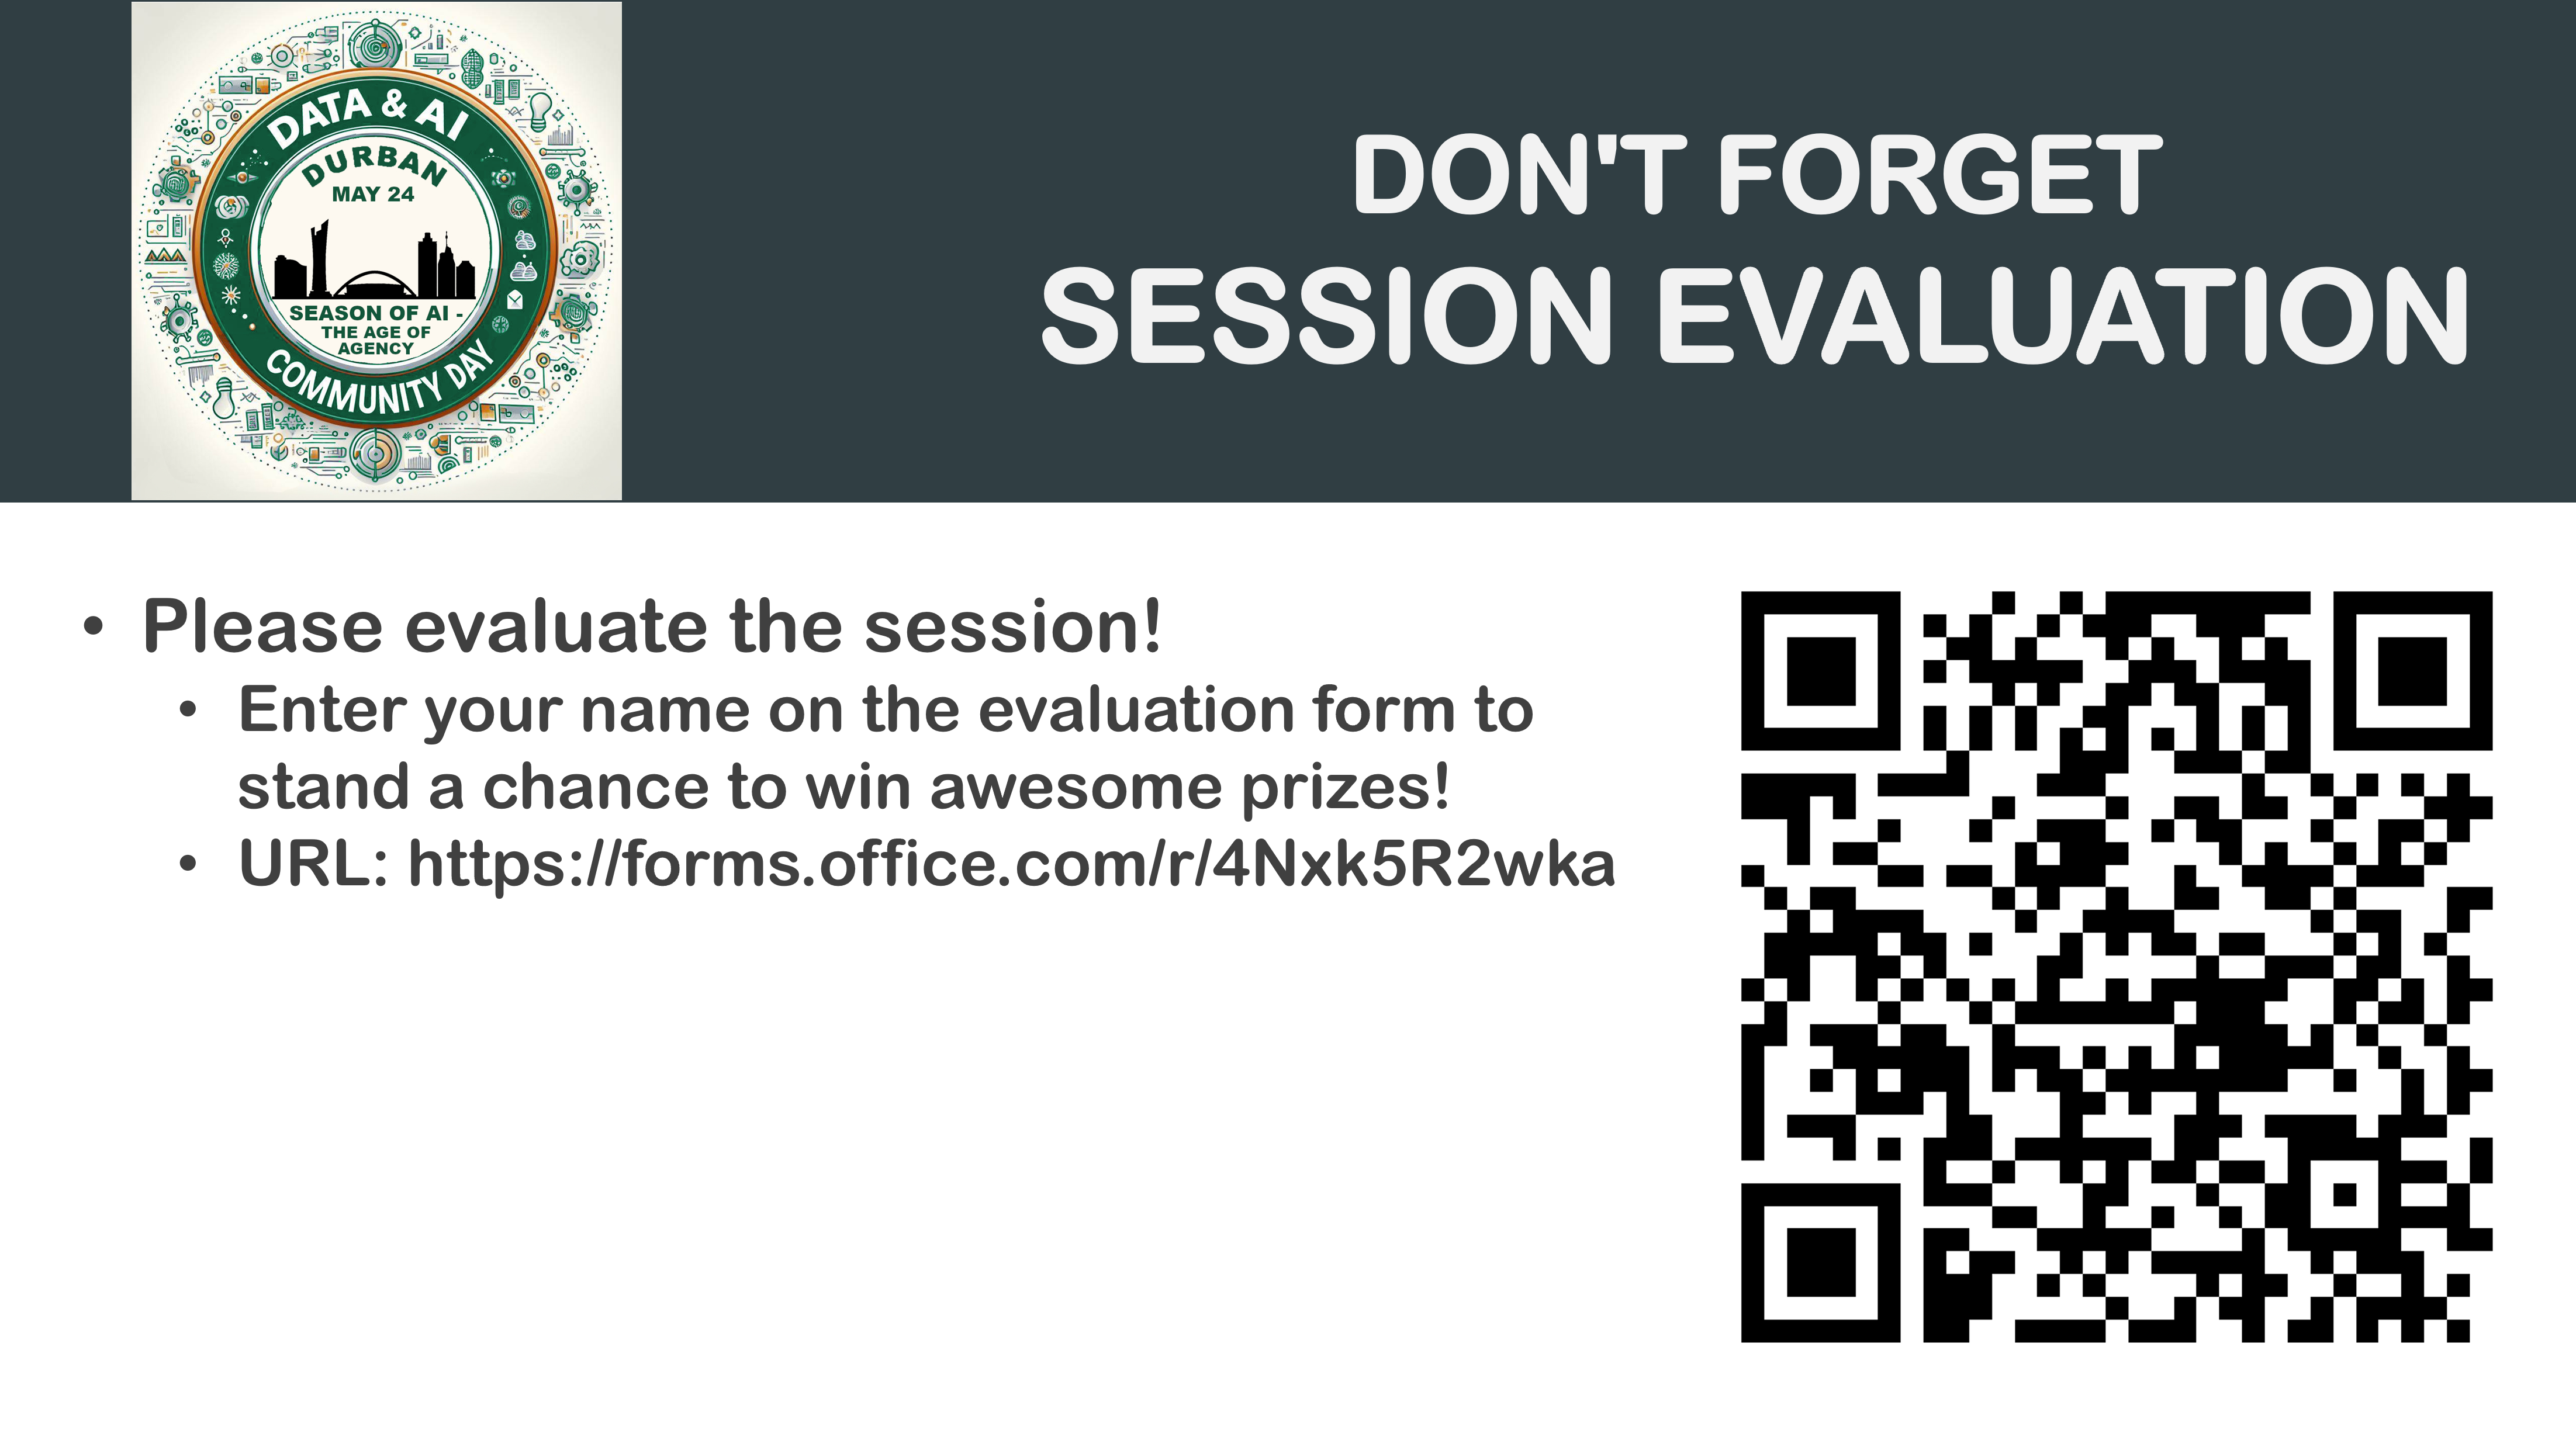 DATA & AI
DURBAN
MAY 24
SEASON OF AI -
THE AGE OF
AGENCY
COMMUNITY DAY
DON'T FORGET
SESSION EVALUATION
• Please evaluate the session!
• Enter your name on the evaluation form to
stand a chance to win awesome prizes!
• URL: https://forms.office.com/r/4Nxk5R2wka